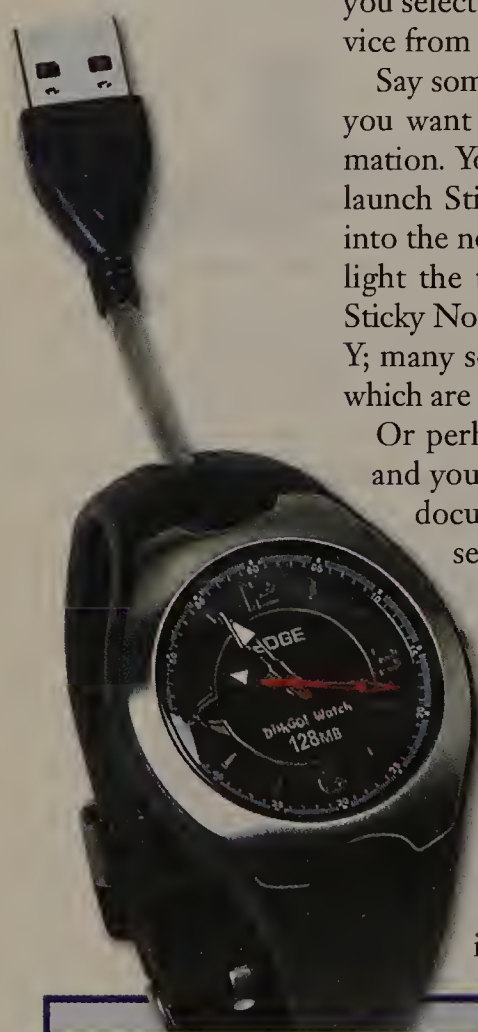 you select
vice from
Say som
you want
mation. Yo
launch Sti
into the ne
light the
Sticky No
Y; many s
which are
Or perh
and you
docu
se
EDGE
DiskGO! Watch
128MB
i